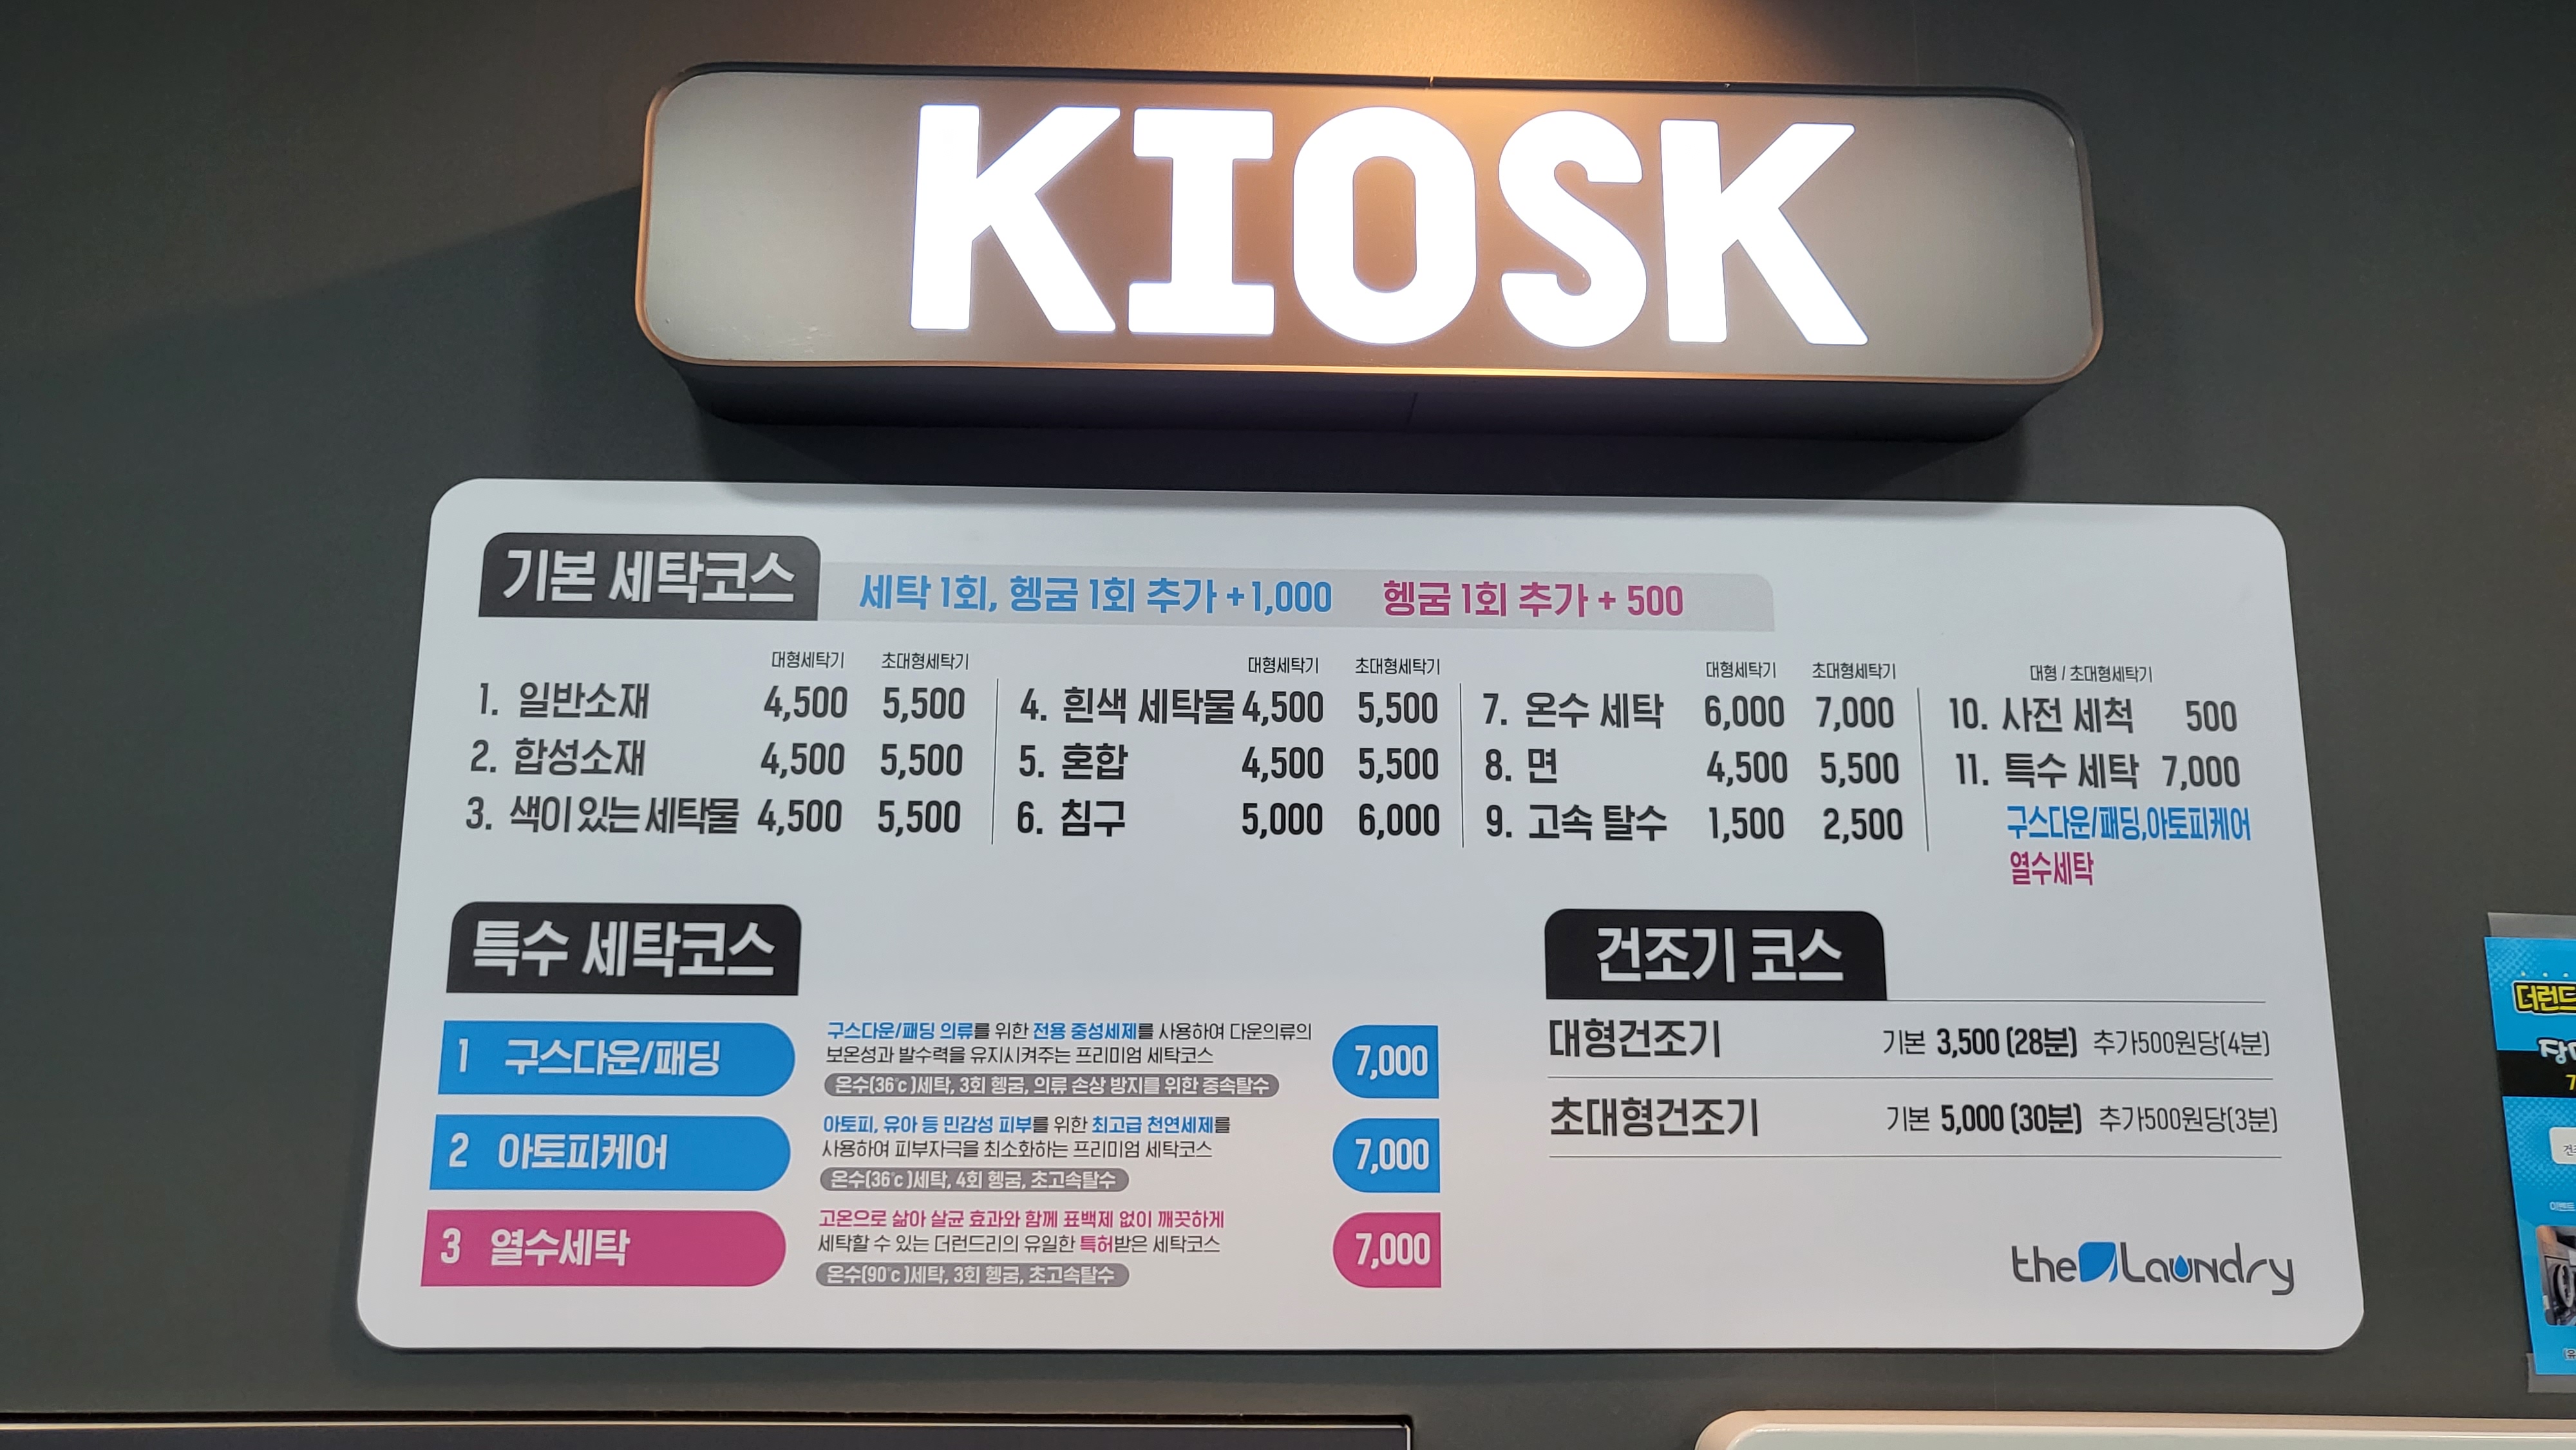 KIOSK
기본 세탁코스
세탁 1회, 헹굼 1회 추가 +1,000 헹굼 1회 추가 + 500
대형세탁기 초대형세탁기
1. 일반소재 4,500 5,500
2. 합성소재 4,500 5,500
3. 색이 있는 세탁물 4,500 5,500
대형세탁기 초대형세탁기
4. 흰색 세탁물 4,500 5,500
5. 혼합 4,500 5,500
6. 침구 5,000 6,000
대형세탁기 초대형세탁기
7. 온수 세탁 6,000 7,000
8. 면 4,500 5,500
9. 고속 탈수 1,500 2,500
대형 / 초대형세탁기
10. 사전 세척 500
11. 특수 세탁 7,000
구스다운/패딩,아토피케어
열수세탁
특수 세탁코스
1 구스다운/패딩
구스다운/패딩 의류를 위한 전용 중성세제를 사용하여 다운의류의
보온성과 발수력을 유지시켜주는 프리미엄 세탁코스
온수(36℃)세탁, 3회 헹굼, 의류 손상 방지를 위한 중속탈수
7,000
2 아토피케어
아토피, 유아 등 민감성 피부를 위한 최고급 천연세제를
사용하여 피부자극을 최소화하는 프리미엄 세탁코스
온수(36℃)세탁, 4회 헹굼, 초고속탈수
7,000
3 열수세탁
고온으로 삶아 살균 효과와 함께 표백제 없이 깨끗하게
세탁할 수 있는 더런드리의 유일한 특허받은 세탁코스
온수(90℃)세탁, 3회 헹굼, 초고속탈수
7,000
건조기 코스
대형건조기 기본 3,500 (28분) 추가500원당(4분)
초대형건조기 기본 5,000 (30분) 추가500원당(3분)
the Laundry
더런드